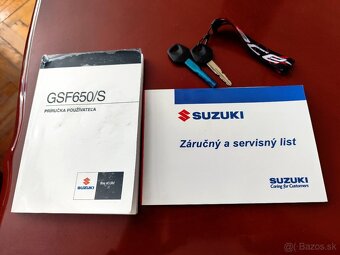 GSF650/S
PRÍRUČKA POUŽÍVATEĽA
Way of Life!
SUZUKI
SUZUKI
Záručný a servisný list
SUZUKI
Caring for Customers
Bazos.sk